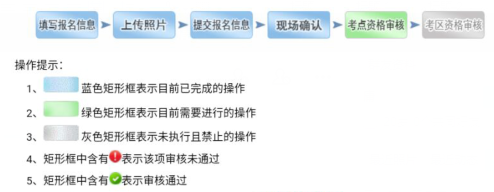 填写报名信息 上传照片 提交报名信息 现场确认 考点资格审核 考区资格审核
操作提示：
1、 蓝色矩形框表示目前已完成的操作
2、 绿色矩形框表示目前需要进行的操作
3、 灰色矩形框表示未执行且禁止的操作
4、矩形框中含有表示该项审核未通过
5、矩形框中含有表示审核通过